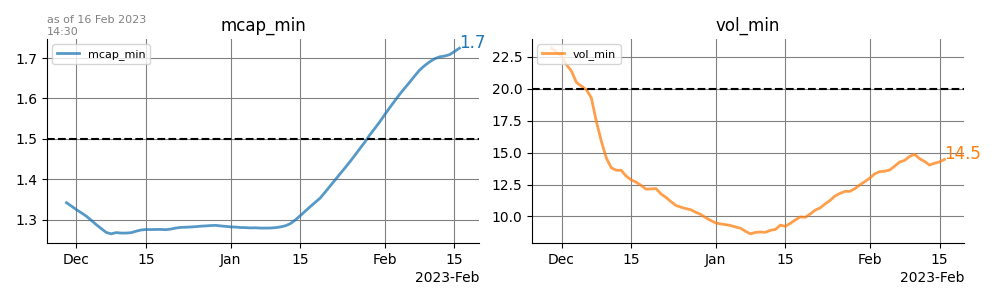 as of 16 Feb 2023
14:30
mcap_min
mcap_min
1.7
1.7
1.6
1.5
1.4
1.3
Dec 15 Jan 15 Feb 15
2023-Feb
vol_min
vol_min
22.5
20.0
17.5
15.0
12.5
10.0
14.5
Dec 15 Jan 15 Feb 15
2023-Feb